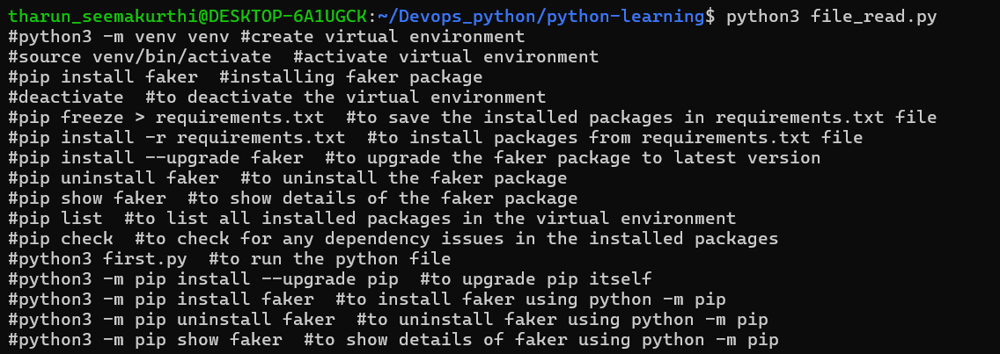 tharun_seemakurthi@DESKTOP-6A1UGCK:~/Devops_python/python-learning$ python3 file_read.py
#python3 -m venv venv #create virtual environment
#source venv/bin/activate  #activate virtual environment
#pip install faker  #installing faker package
#deactivate  #to deactivate the virtual environment
#pip freeze > requirements.txt  #to save the installed packages in requirements.txt file
#pip install -r requirements.txt  #to install packages from requirements.txt file
#pip install --upgrade faker  #to upgrade the faker package to latest version
#pip uninstall faker  #to uninstall the faker package
#pip show faker  #to show details of the faker package
#pip list  #to list all installed packages in the virtual environment
#pip check  #to check for any dependency issues in the installed packages
#python3 first.py  #to run the python file
#python3 -m pip install --upgrade pip  #to upgrade pip itself
#python3 -m pip install faker  #to install faker using python -m pip
#python3 -m pip uninstall faker  #to uninstall faker using python -m pip
#python3 -m pip show faker  #to show details of faker using python -m pip